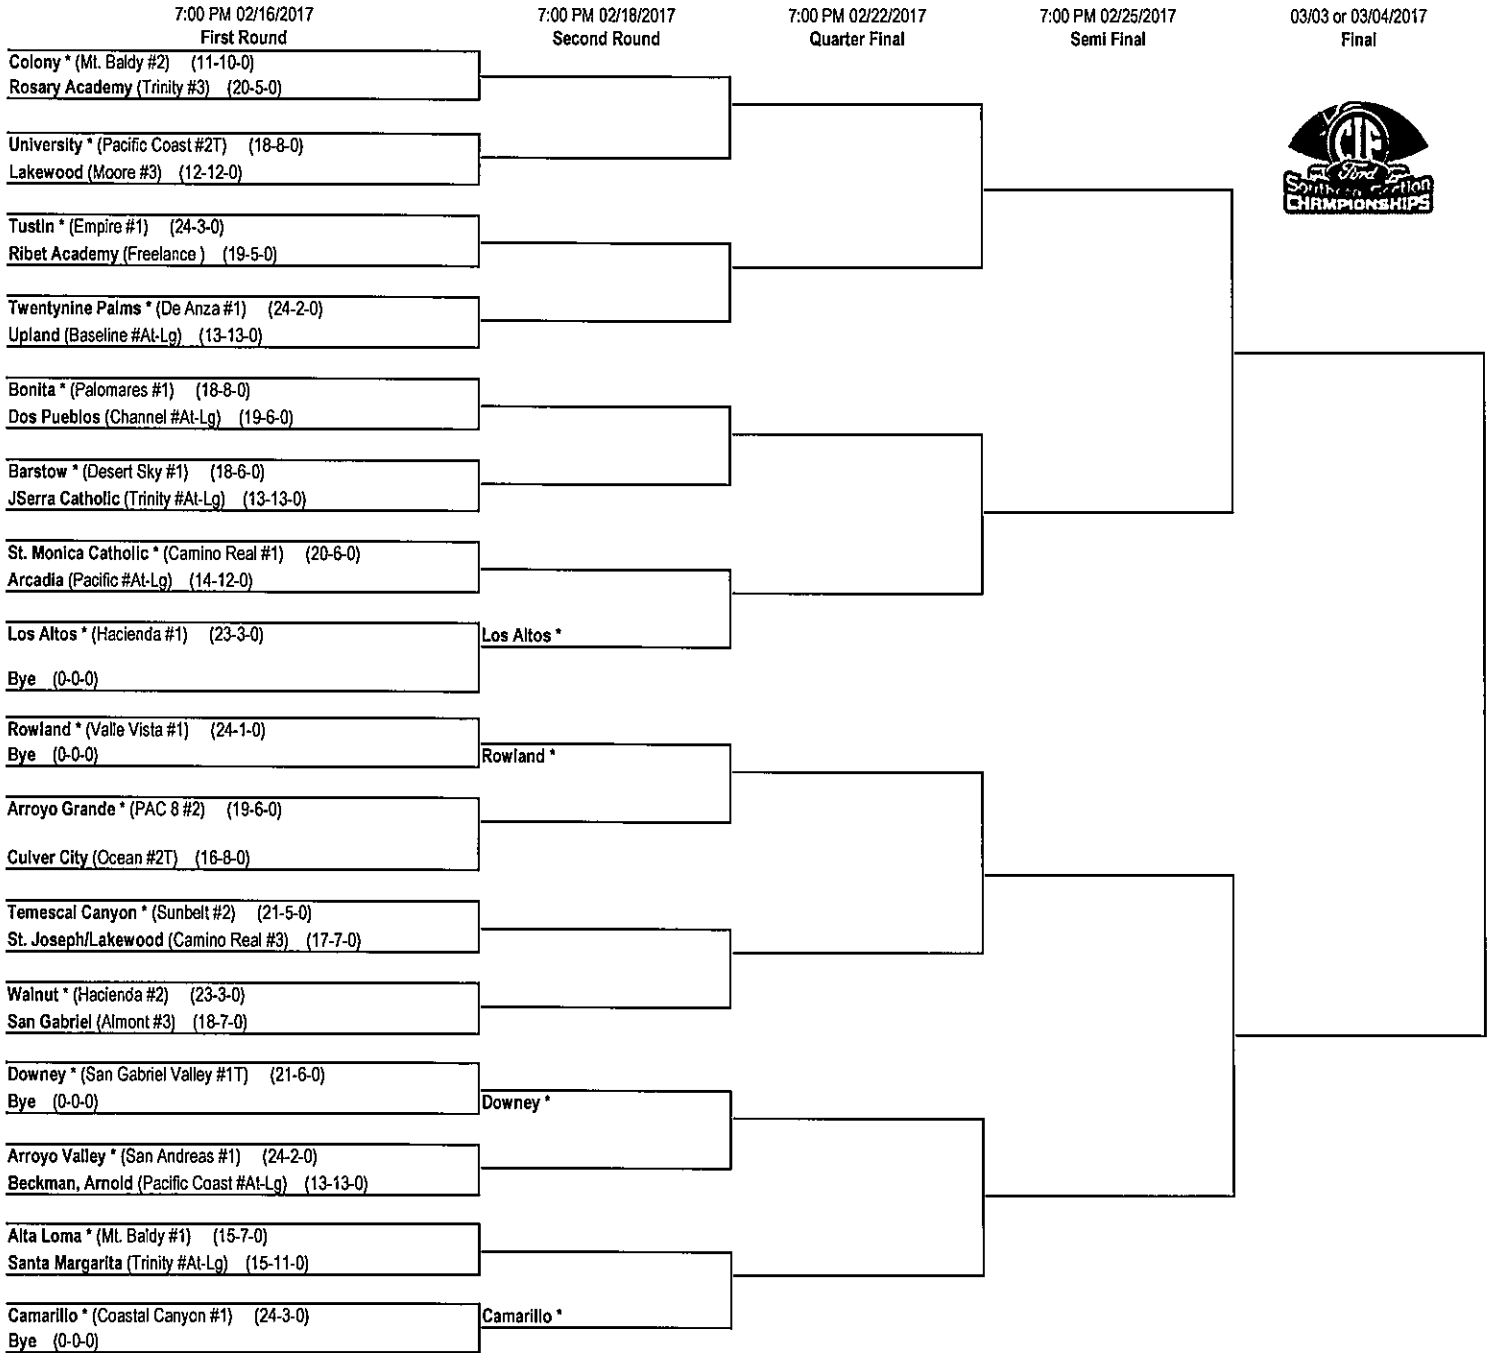 7:00 PM 02/16/2017
First Round
7:00 PM 02/18/2017
Second Round
7:00 PM 02/22/2017
Quarter Final
7:00 PM 02/25/2017
Semi Final
03/03 or 03/04/2017
Final
CIF
Ford
Southern Section
CHAMPIONSHIPS
Colony * (Mt. Baldy #2) (11-10-0)
Rosary Academy (Trinity #3) (20-5-0)
University * (Pacific Coast #2T) (18-8-0)
Lakewood (Moore #3) (12-12-0)
Tustin * (Empire #1) (24-3-0)
Ribet Academy (Freelance ) (19-5-0)
Twentynine Palms * (De Anza #1) (24-2-0)
Upland (Baseline #At-Lg) (13-13-0)
Bonita * (Palomares #1) (18-8-0)
Dos Pueblos (Channel #At-Lg) (19-6-0)
Barstow * (Desert Sky #1) (18-6-0)
JSerra Catholic (Trinity #At-Lg) (13-13-0)
St. Monica Catholic * (Camino Real #1) (20-6-0)
Arcadia (Pacific #At-Lg) (14-12-0)
Los Altos * (Hacienda #1) (23-3-0)
Los Altos *
Bye (0-0-0)
Rowland * (Valle Vista #1) (24-1-0)
Bye (0-0-0)
Rowland *
Arroyo Grande * (PAC 8 #2) (19-6-0)
Culver City (Ocean #2T) (16-8-0)
Temescal Canyon * (Sunbelt #2) (21-5-0)
St. Joseph/Lakewood (Camino Real #3) (17-7-0)
Walnut * (Hacienda #2) (23-3-0)
San Gabriel (Almont #3) (18-7-0)
Downey * (San Gabriel Valley #1T) (21-6-0)
Bye (0-0-0)
Downey *
Arroyo Valley * (San Andreas #1) (24-2-0)
Beckman, Arnold (Pacific Coast #At-Lg) (13-13-0)
Alta Loma * (Mt. Baldy #1) (15-7-0)
Santa Margarita (Trinity #At-Lg) (15-11-0)
Camarillo * (Coastal Canyon #1) (24-3-0)
Camarillo *
Bye (0-0-0)